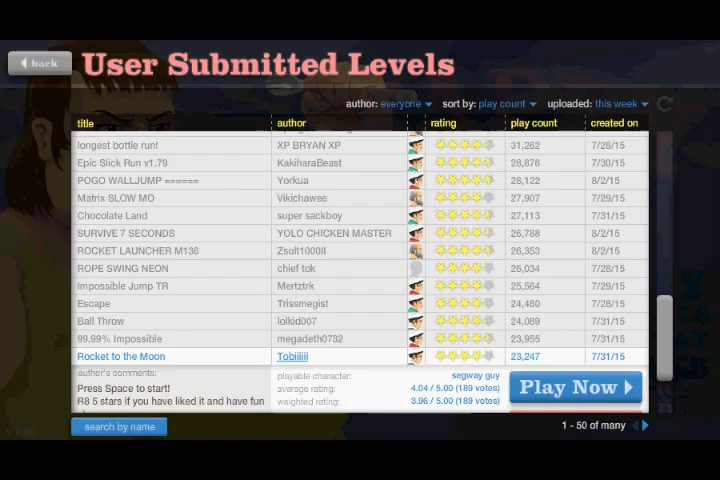 back
User Submitted Levels
author: everyone sort by: play count uploaded: this week
title author rating play count created on
longest bottle run! XP BRYAN XP 31,262 7/28/15
Epic Slick Run v1.79 KakiharaBeast 28,876 7/30/15
POGO WALLJUMP ====== Yorkua 28,122 8/2/15
Matrix SLOW MO Vikichawee 27,907 7/29/15
Chocolate Land super sackboy 27,113 7/31/15
SURVIVE 7 SECONDS YOLO CHICKEN MASTER 26,788 8/2/15
ROCKET LAUNCHER M136 Zsolt1000II 26,353 8/2/15
ROPE SWING NEON chief tok 26,034 7/28/15
Impossible Jump TR Mertztrk 25,564 7/29/15
Escape Trissmegist 24,460 7/28/15
Ball Throw lolkid007 24,089 7/31/15
99.99% Impossible megadeth0732 23,955 7/31/15
Rocket to the Moon Tobiiiiii 23,247 7/31/15
author's comments: playable character: segway guy
Press Space to start! average rating: 4.04 / 5.00 (189 votes)
R8 5 stars if you have liked it and have fun weighted rating: 3.96 / 5.00 (189 votes)
Play Now
search by name 1 - 50 of many